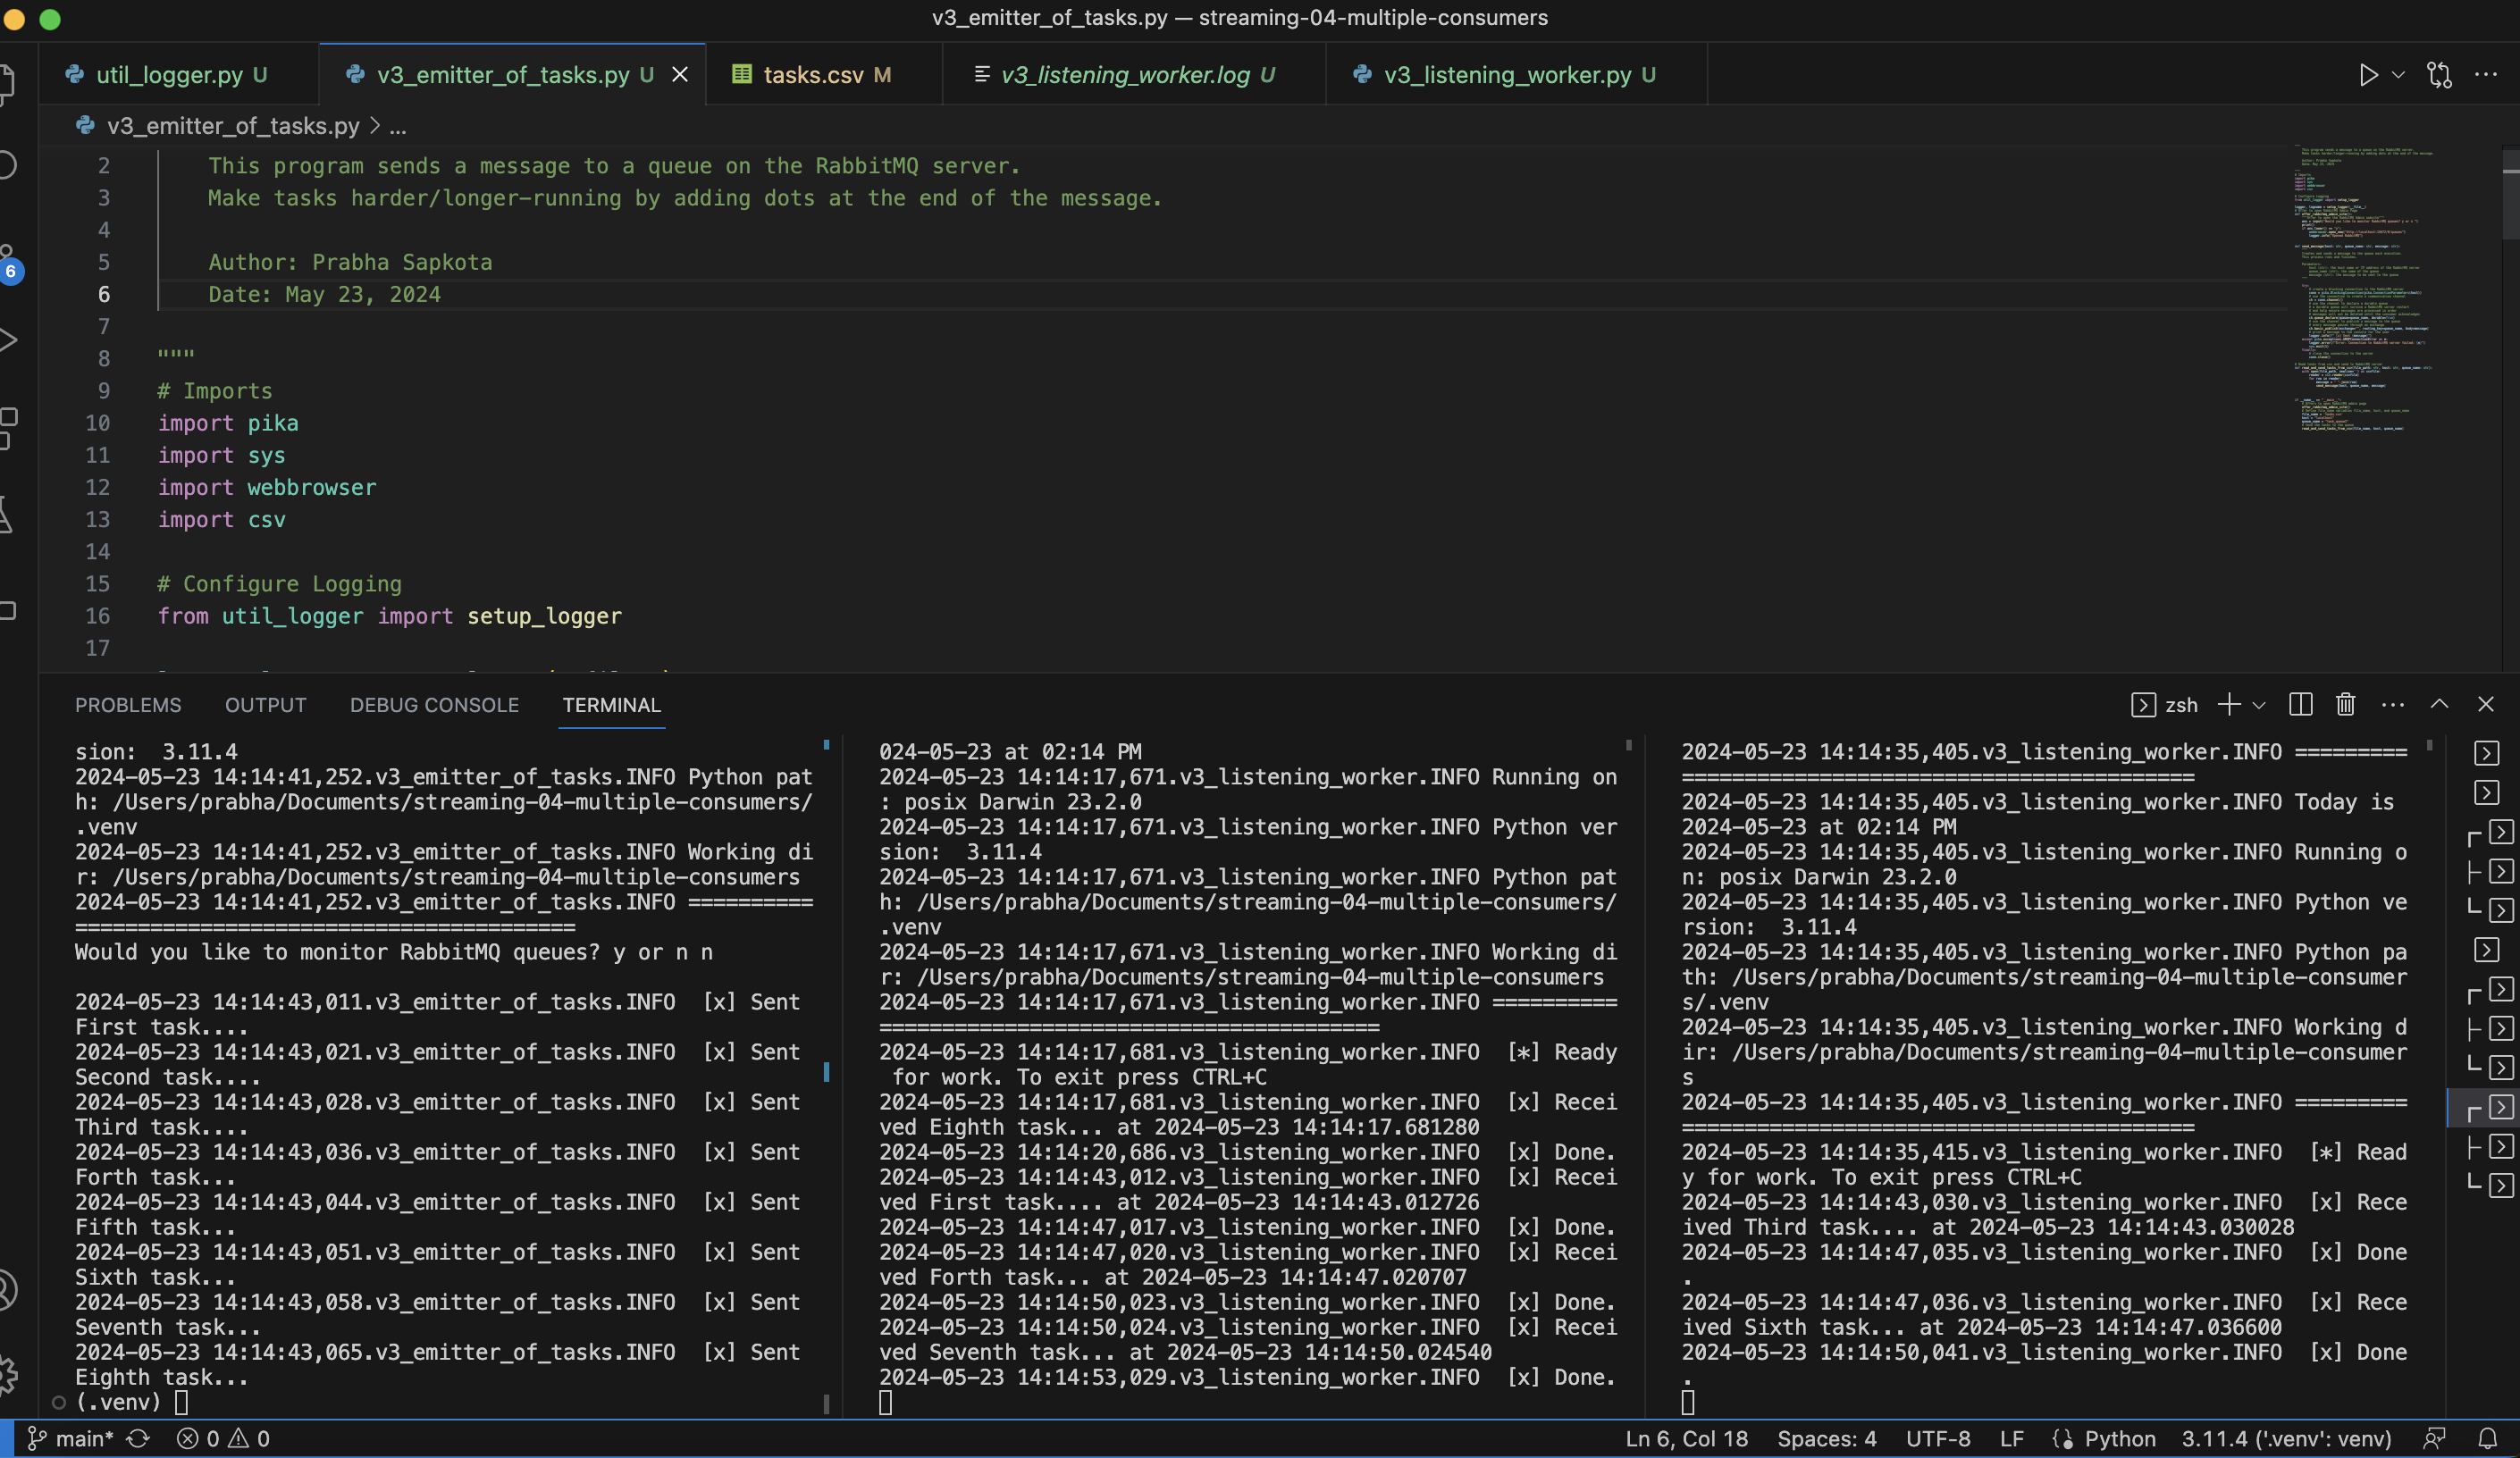 v3_emitter_of_tasks.py — streaming-04-multiple-consumers
util_logger.py U
v3_emitter_of_tasks.py U
tasks.csv M
v3_listening_worker.log U
v3_listening_worker.py U
v3_emitter_of_tasks.py > ...
6
2 This program sends a message to a queue on the RabbitMQ server.
3 Make tasks harder/longer-running by adding dots at the end of the message.
4
5 Author: Prabha Sapkota
6 Date: May 23, 2024
7
8 """
9 # Imports
10 import pika
11 import sys
12 import webbrowser
13 import csv
14
15 # Configure Logging
16 from util_logger import setup_logger
17
PROBLEMS OUTPUT DEBUG CONSOLE TERMINAL
zsh
sion:  3.11.4
2024-05-23 14:14:41,252.v3_emitter_of_tasks.INFO Python pat
h: /Users/prabha/Documents/streaming-04-multiple-consumers/
.venv
2024-05-23 14:14:41,252.v3_emitter_of_tasks.INFO Working di
r: /Users/prabha/Documents/streaming-04-multiple-consumers
2024-05-23 14:14:41,252.v3_emitter_of_tasks.INFO ==========
========================================
Would you like to monitor RabbitMQ queues? y or n n
2024-05-23 14:14:43,011.v3_emitter_of_tasks.INFO  [x] Sent
First task....
2024-05-23 14:14:43,021.v3_emitter_of_tasks.INFO  [x] Sent
Second task....
2024-05-23 14:14:43,028.v3_emitter_of_tasks.INFO  [x] Sent
Third task....
2024-05-23 14:14:43,036.v3_emitter_of_tasks.INFO  [x] Sent
Forth task...
2024-05-23 14:14:43,044.v3_emitter_of_tasks.INFO  [x] Sent
Fifth task...
2024-05-23 14:14:43,051.v3_emitter_of_tasks.INFO  [x] Sent
Sixth task...
2024-05-23 14:14:43,058.v3_emitter_of_tasks.INFO  [x] Sent
Seventh task...
2024-05-23 14:14:43,065.v3_emitter_of_tasks.INFO  [x] Sent
Eighth task...
(.venv)
024-05-23 at 02:14 PM
2024-05-23 14:14:17,671.v3_listening_worker.INFO Running on
: posix Darwin 23.2.0
2024-05-23 14:14:17,671.v3_listening_worker.INFO Python ver
sion:  3.11.4
2024-05-23 14:14:17,671.v3_listening_worker.INFO Python pat
h: /Users/prabha/Documents/streaming-04-multiple-consumers/
.venv
2024-05-23 14:14:17,671.v3_listening_worker.INFO Working di
r: /Users/prabha/Documents/streaming-04-multiple-consumers
2024-05-23 14:14:17,671.v3_listening_worker.INFO ==========
========================================
2024-05-23 14:14:17,681.v3_listening_worker.INFO  [*] Ready
 for work. To exit press CTRL+C
2024-05-23 14:14:17,681.v3_listening_worker.INFO  [x] Recei
ved Eighth task... at 2024-05-23 14:14:17.681280
2024-05-23 14:14:20,686.v3_listening_worker.INFO  [x] Done.
2024-05-23 14:14:43,012.v3_listening_worker.INFO  [x] Recei
ved First task.... at 2024-05-23 14:14:43.012726
2024-05-23 14:14:47,017.v3_listening_worker.INFO  [x] Done.
2024-05-23 14:14:47,020.v3_listening_worker.INFO  [x] Recei
ved Forth task... at 2024-05-23 14:14:47.020707
2024-05-23 14:14:50,023.v3_listening_worker.INFO  [x] Done.
2024-05-23 14:14:50,024.v3_listening_worker.INFO  [x] Recei
ved Seventh task... at 2024-05-23 14:14:50.024540
2024-05-23 14:14:53,029.v3_listening_worker.INFO  [x] Done.
2024-05-23 14:14:35,405.v3_listening_worker.INFO =========
=========================================
2024-05-23 14:14:35,405.v3_listening_worker.INFO Today is
2024-05-23 at 02:14 PM
2024-05-23 14:14:35,405.v3_listening_worker.INFO Running o
n: posix Darwin 23.2.0
2024-05-23 14:14:35,405.v3_listening_worker.INFO Python ve
rsion:  3.11.4
2024-05-23 14:14:35,405.v3_listening_worker.INFO Python pa
th: /Users/prabha/Documents/streaming-04-multiple-consumer
s/.venv
2024-05-23 14:14:35,405.v3_listening_worker.INFO Working d
ir: /Users/prabha/Documents/streaming-04-multiple-consumer
s
2024-05-23 14:14:35,405.v3_listening_worker.INFO =========
=========================================
2024-05-23 14:14:35,415.v3_listening_worker.INFO  [*] Read
y for work. To exit press CTRL+C
2024-05-23 14:14:43,030.v3_listening_worker.INFO  [x] Rece
ived Third task.... at 2024-05-23 14:14:43.030028
2024-05-23 14:14:47,035.v3_listening_worker.INFO  [x] Done
.
2024-05-23 14:14:47,036.v3_listening_worker.INFO  [x] Rece
ived Sixth task... at 2024-05-23 14:14:47.036600
2024-05-23 14:14:50,041.v3_listening_worker.INFO  [x] Done
.
main* 0 0 Ln 6, Col 18 Spaces: 4 UTF-8 LF Python 3.11.4 ('.venv': venv)